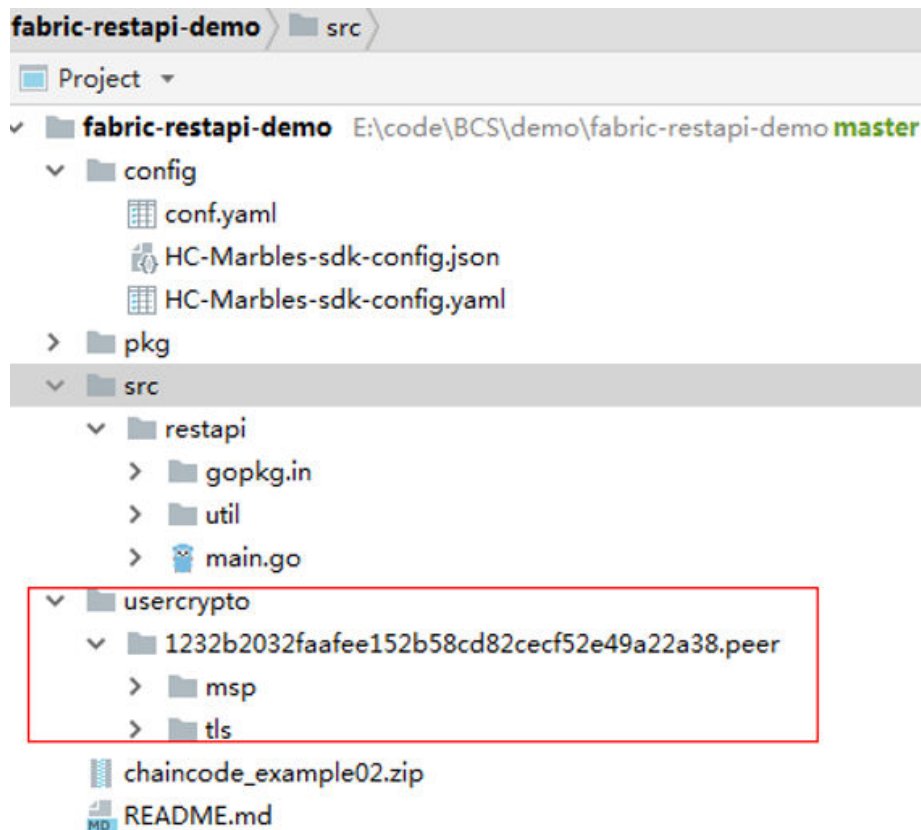 fabric-restapi-demo src
Project
fabric-restapi-demo E:\code\BCS\demo\fabric-restapi-demo master
config
conf.yaml
HC-Marbles-sdk-config.json
HC-Marbles-sdk-config.yaml
pkg
src
restapi
gopkg.in
util
main.go
usercrypto
1232b2032faafee152b58cd82cecf52e49a22a38.peer
msp
tls
chaincode_example02.zip
MD README.md